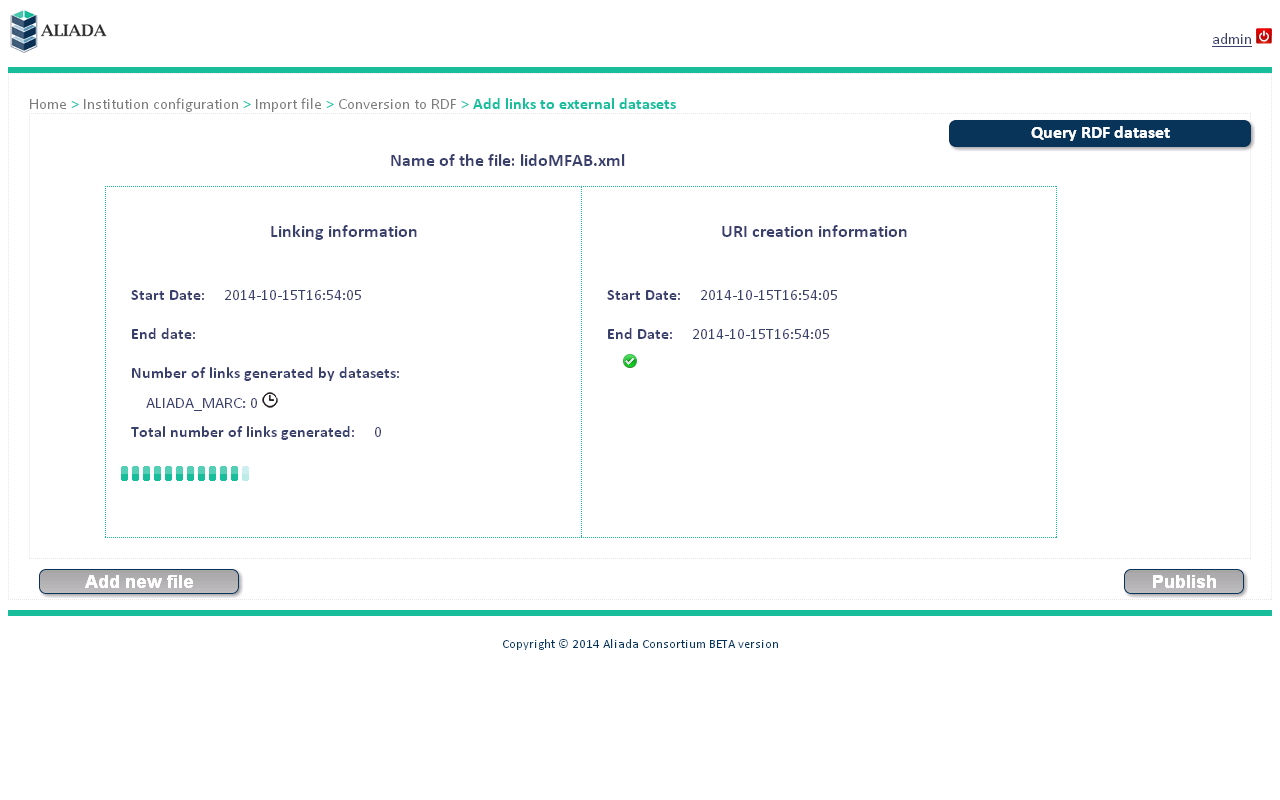 ALIADA
admin
Home > Institution configuration > Import file > Conversion to RDF > Add links to external datasets
Query RDF dataset
Name of the file: lidoMFAB.xml
Linking information
Start Date: 2014-10-15T16:54:05
End date:
Number of links generated by datasets:
ALIADA_MARC: 0
Total number of links generated: 0
URI creation information
Start Date: 2014-10-15T16:54:05
End Date: 2014-10-15T16:54:05
Add new file
Publish
Copyright © 2014 Aliada Consortium BETA version